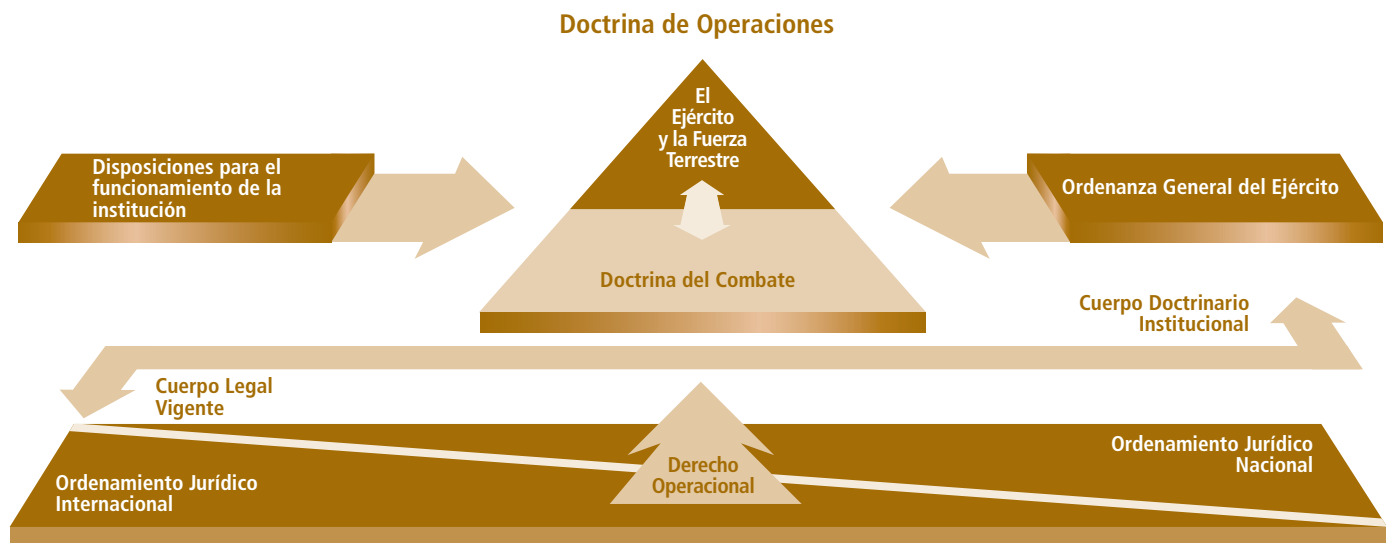 Doctrina de Operaciones
El
Ejército
y la Fuerza
Terrestre
Disposiciones para el
funcionamiento de la
institución
Ordenanza General del Ejército
Doctrina del Combate
Cuerpo Doctrinario
Institucional
Cuerpo Legal
Vigente
Ordenamiento Jurídico
Nacional
Derecho
Operacional
Ordenamiento Jurídico
Internacional